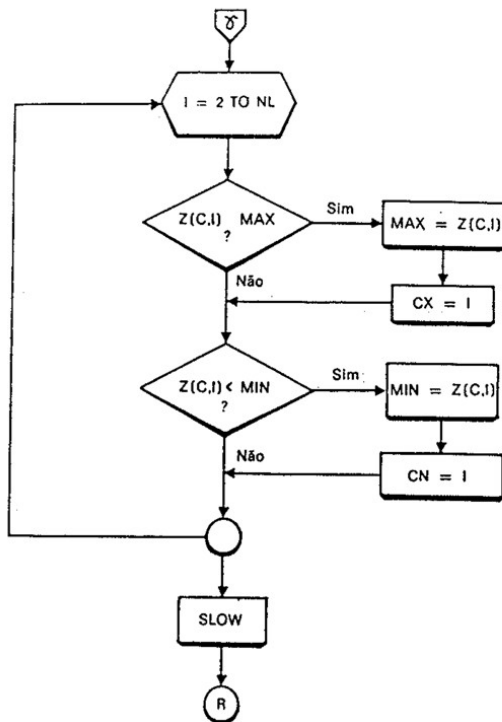 γ
I = 2 TO NL
Z(C,I) MAX
?
Sim
MAX = Z(C,I)
Não
CX = I
Z(C,I) < MIN
?
Sim
MIN = Z(C,I)
Não
CN = I
SLOW
R